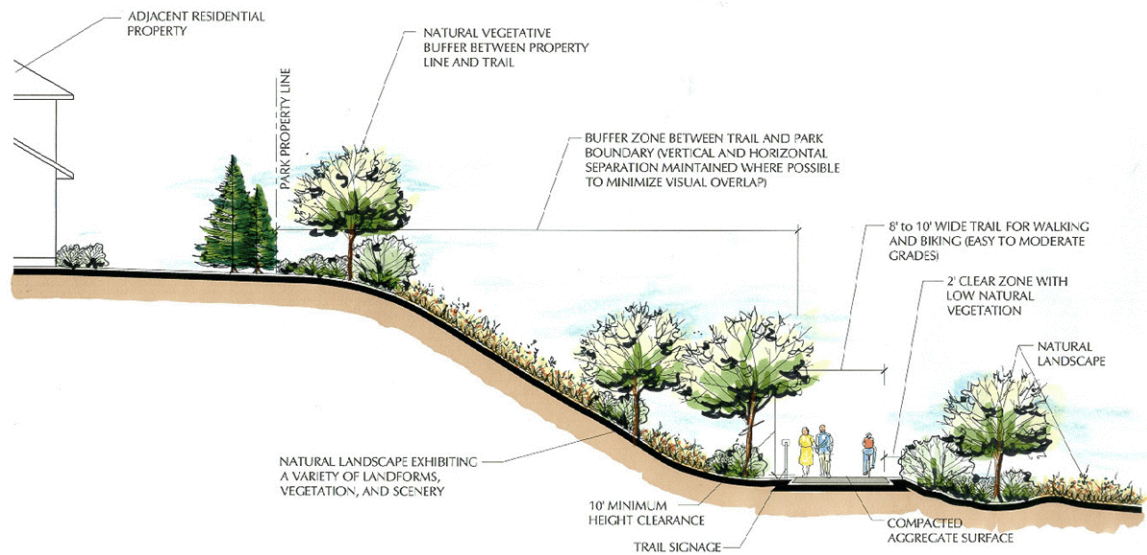 ADJACENT RESIDENTIAL
PROPERTY
NATURAL VEGETATIVE
BUFFER BETWEEN PROPERTY
LINE AND TRAIL
PARK PROPERTY LINE
BUFFER ZONE BETWEEN TRAIL AND PARK
BOUNDARY (VERTICAL AND HORIZONTAL
SEPARATION MAINTAINED WHERE POSSIBLE
TO MINIMIZE VISUAL OVERLAP)
8' to 10' WIDE TRAIL FOR WALKING
AND BIKING (EASY TO MODERATE
GRADES)
2' CLEAR ZONE WITH
LOW NATURAL
VEGETATION
NATURAL
LANDSCAPE
NATURAL LANDSCAPE EXHIBITING
A VARIETY OF LANDFORMS,
VEGETATION, AND SCENERY
10' MINIMUM
HEIGHT CLEARANCE
TRAIL SIGNAGE
COMPACTED
AGGREGATE SURFACE